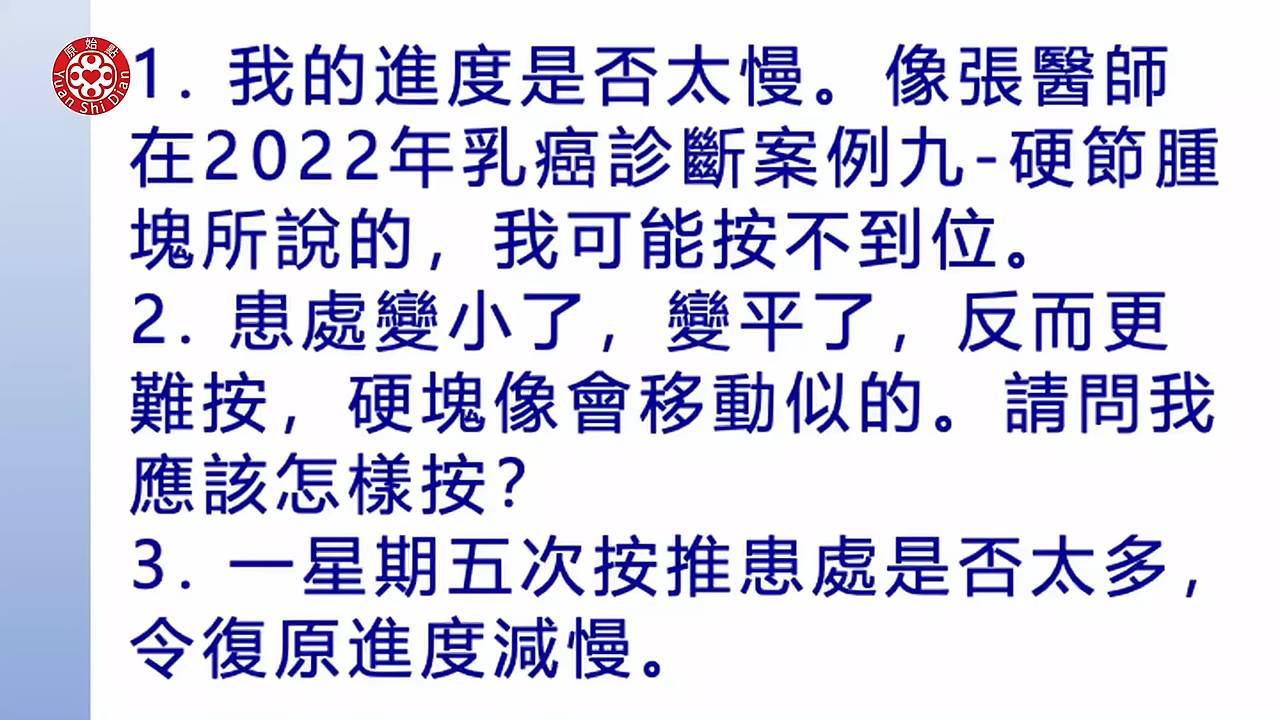 原始點
Yuan Shi Dian
1. 我的進度是否太慢。像張醫師
在2022年乳癌診斷案例九-硬節腫
塊所說的，我可能按不到位。
2. 患處變小了，變平了，反而更
難按，硬塊像會移動似的。請問我
應該怎樣按？
3. 一星期五次按推患處是否太多，
令復原進度減慢。